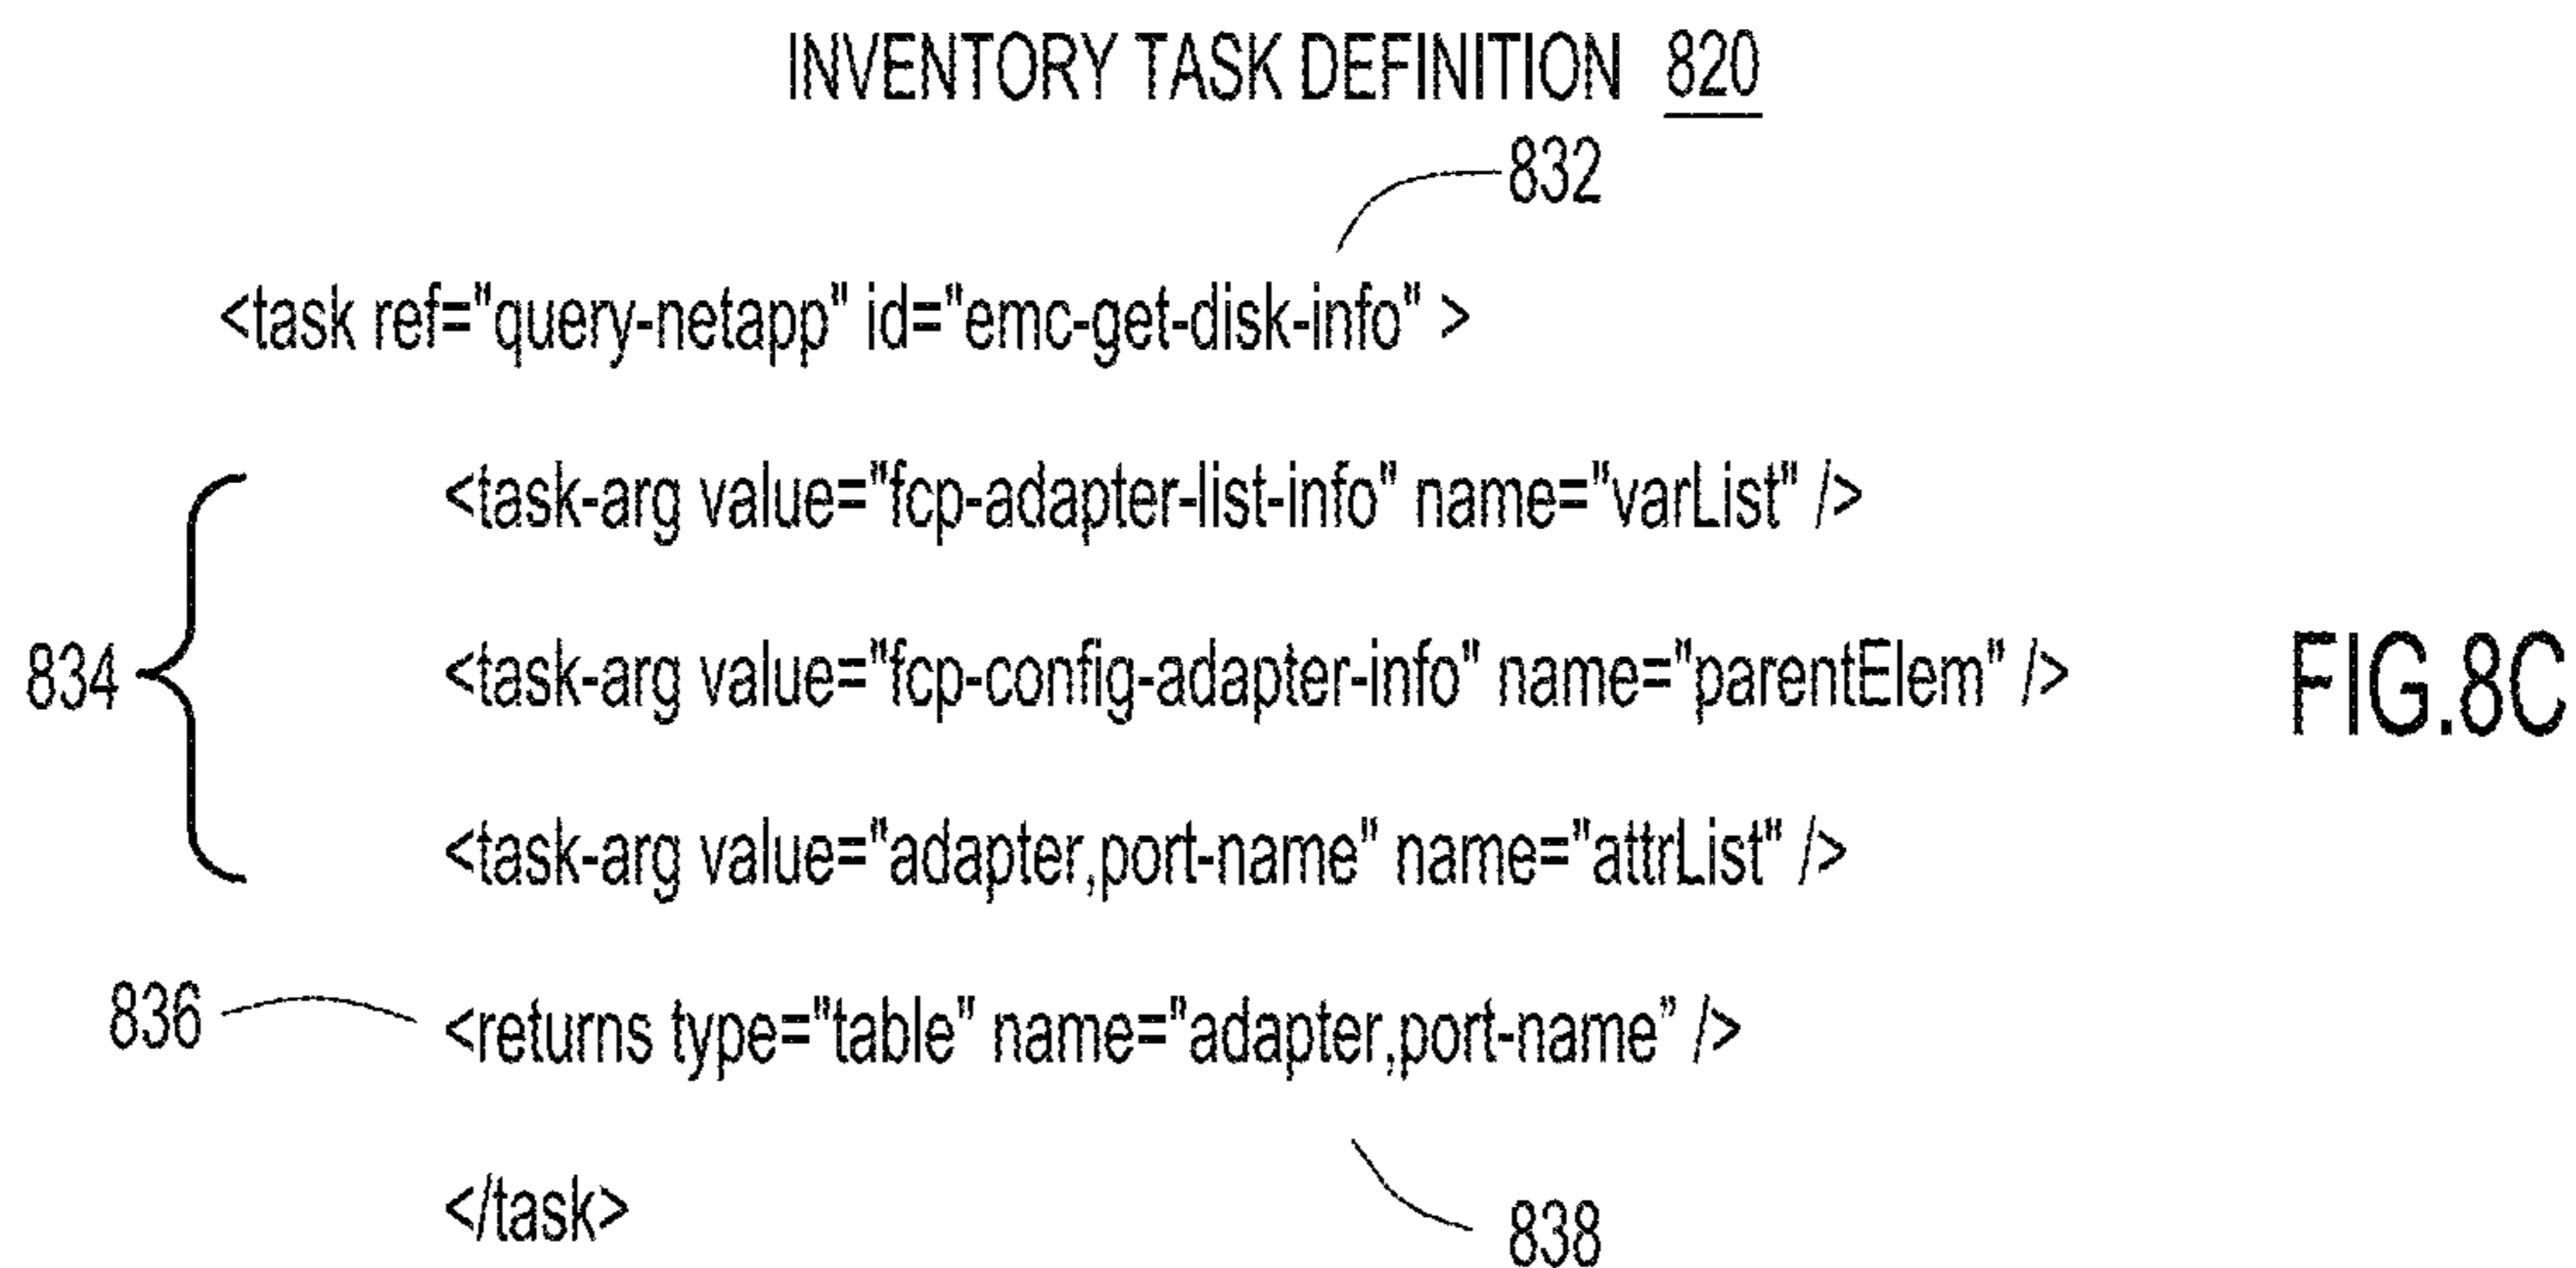 INVENTORY TASK DEFINITION 820
832
<task ref="query-netapp" id="emc-get-disk-info" >
<task-arg value="fcp-adapter-list-info" name="varList" />
834
<task-arg value="fcp-config-adapter-info" name="parentElem" />
FIG.8C
<task-arg value="adapter,port-name" name="attrList" />
836
<returns type="table" name="adapter,port-name” />
</task>
838